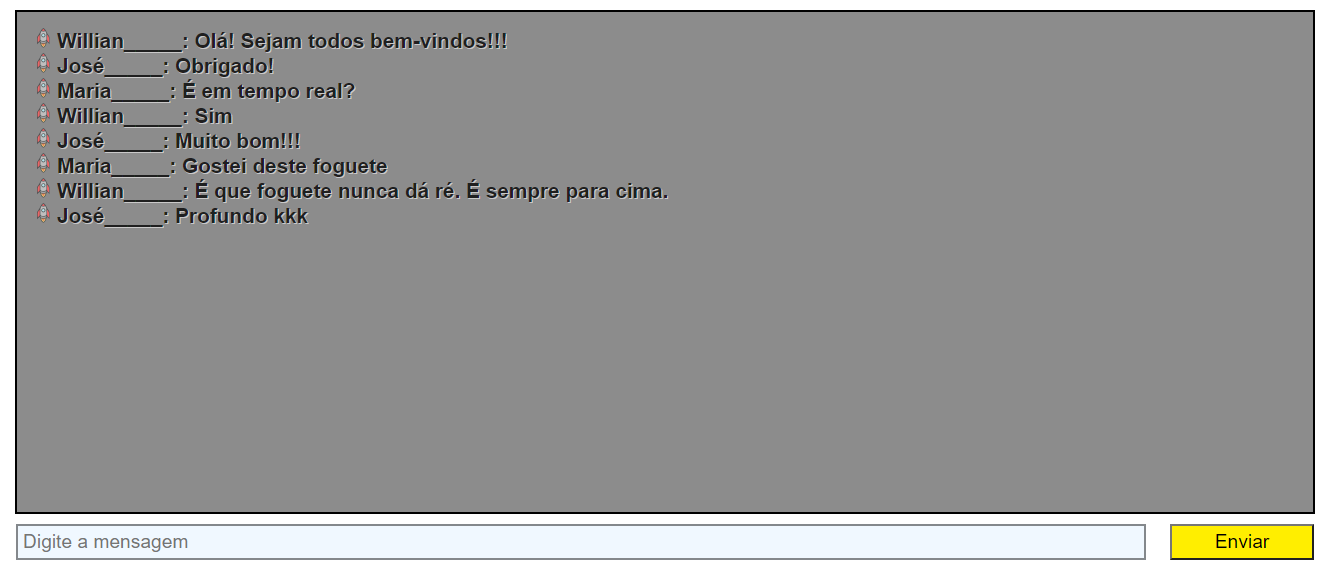 Willian_____: Olá! Sejam todos bem-vindos!!!
José_____: Obrigado!
Maria_____: É em tempo real?
Willian_____: Sim
José_____: Muito bom!!!
Maria_____: Gostei deste foguete
Willian_____: É que foguete nunca dá ré. É sempre para cima.
José_____: Profundo kkk
Digite a mensagem
Enviar